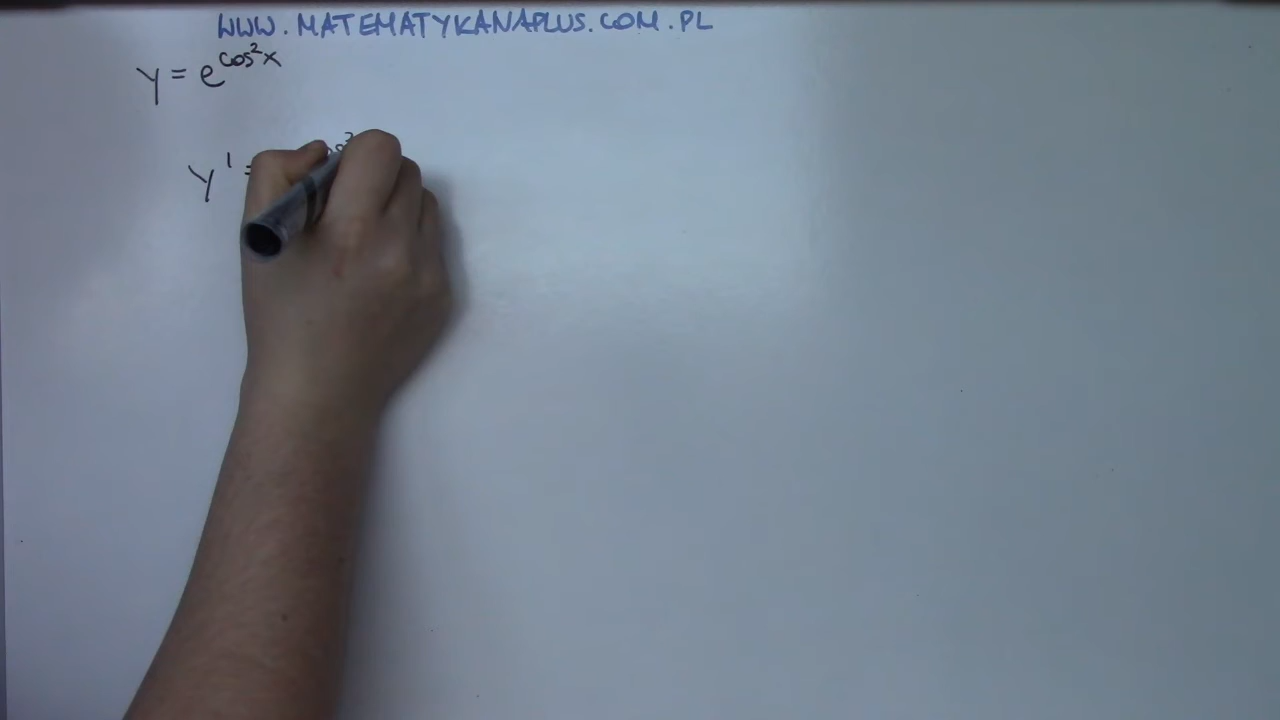 WWW.MATEMATYKANAPLUS.COM.PL
y = e^cos²x
y' =